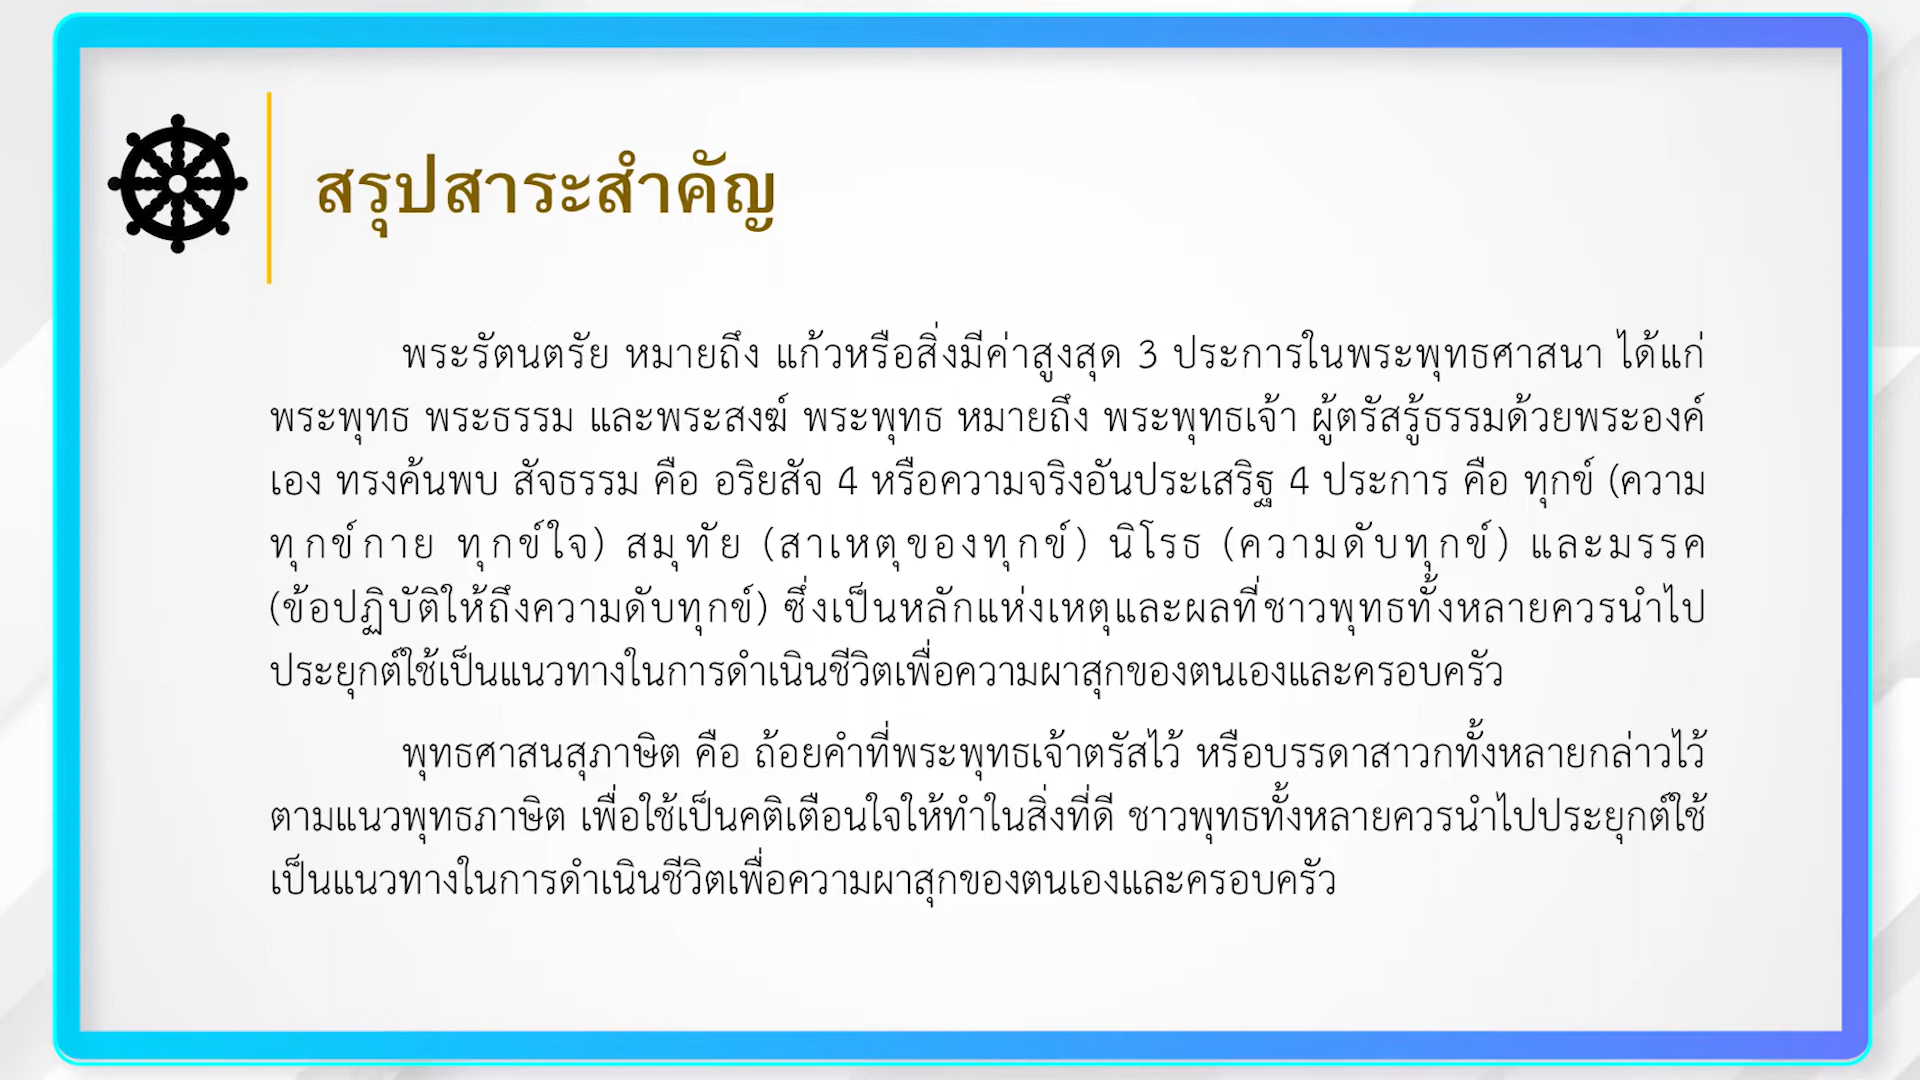 สรุปสาระสำคัญ
พระรัตนตรัย หมายถึง แก้วหรือสิ่งมีค่าสูงสุด 3 ประการในพระพุทธศาสนา ได้แก่
พระพุทธ พระธรรม และพระสงฆ์ พระพุทธ หมายถึง พระพุทธเจ้า ผู้ตรัสรู้ธรรมด้วยพระองค์
เอง ทรงค้นพบ สัจธรรม คือ อริยสัจ 4 หรือความจริงอันประเสริฐ 4 ประการ คือ ทุกข์ (ความ
ทุกข์กาย ทุกข์ใจ) สมุทัย (สาเหตุของทุกข์) นิโรธ (ความดับทุกข์) และมรรค
(ข้อปฏิบัติให้ถึงความดับทุกข์) ซึ่งเป็นหลักแห่งเหตุและผลที่ชาวพุทธทั้งหลายควรนำไป
ประยุกต์ใช้เป็นแนวทางในการดำเนินชีวิตเพื่อความผาสุกของตนเองและครอบครัว
พุทธศาสนสุภาษิต คือ ถ้อยคำที่พระพุทธเจ้าตรัสไว้ หรือบรรดาสาวกทั้งหลายกล่าวไว้
ตามแนวพุทธภาษิต เพื่อใช้เป็นคติเตือนใจให้ทำในสิ่งที่ดี ชาวพุทธทั้งหลายควรนำไปประยุกต์ใช้
เป็นแนวทางในการดำเนินชีวิตเพื่อความผาสุกของตนเองและครอบครัว